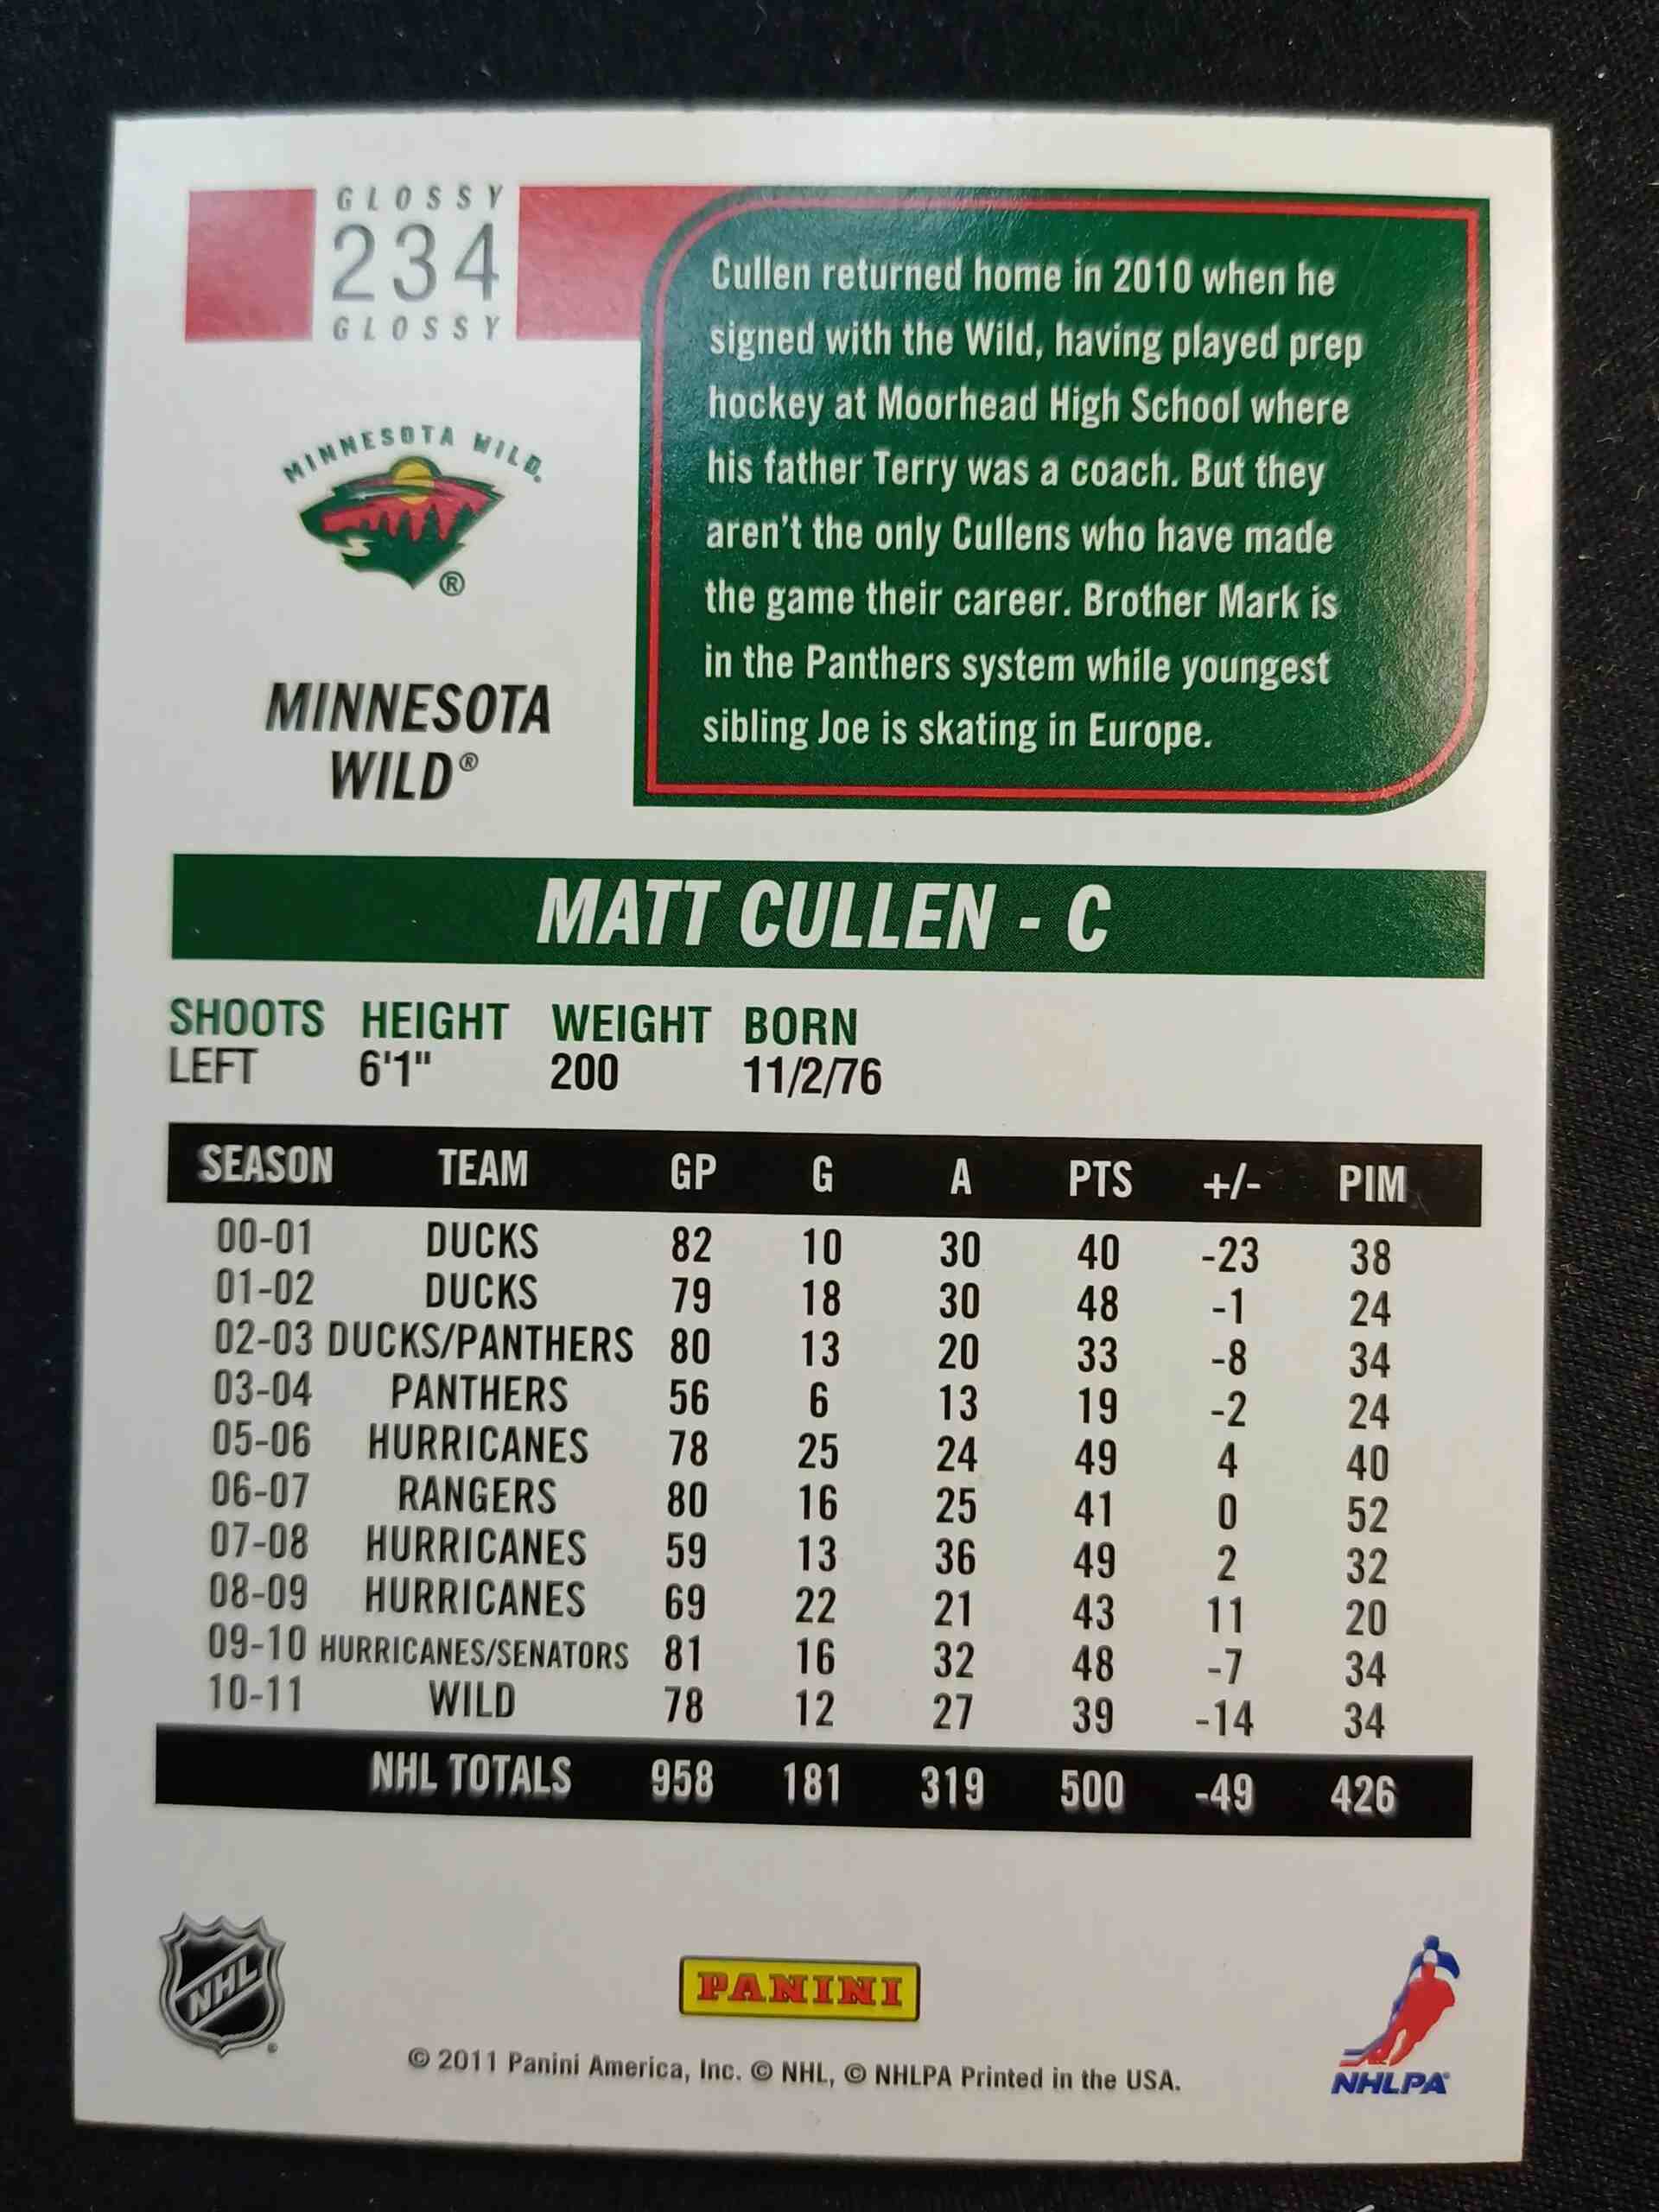 GLOSSY
234
GLOSSY
MINNESOTA WILD.
®
MINNESOTA
WILD®
Cullen returned home in 2010 when he
signed with the Wild, having played prep
hockey at Moorhead High School where
his father Terry was a coach. But they
aren't the only Cullens who have made
the game their career. Brother Mark is
in the Panthers system while youngest
sibling Joe is skating in Europe.
MATT CULLEN - C
SHOOTS HEIGHT WEIGHT BORN
LEFT 6'1" 200 11/2/76
SEASON TEAM GP G A PTS +/- PIM
00-01 DUCKS 82 10 30 40 -23 38
01-02 DUCKS 79 18 30 48 -1 24
02-03 DUCKS/PANTHERS 80 13 20 33 -8 34
03-04 PANTHERS 56 6 13 19 -2 24
05-06 HURRICANES 78 25 24 49 4 40
06-07 RANGERS 80 16 25 41 0 52
07-08 HURRICANES 59 13 36 49 2 32
08-09 HURRICANES 69 22 21 43 11 20
09-10 HURRICANES/SENATORS 81 16 32 48 -7 34
10-11 WILD 78 12 27 39 -14 34
NHL TOTALS 958 181 319 500 -49 426
NHL
PANINI
NHLPA
© 2011 Panini America, Inc. © NHL, © NHLPA Printed in the USA.